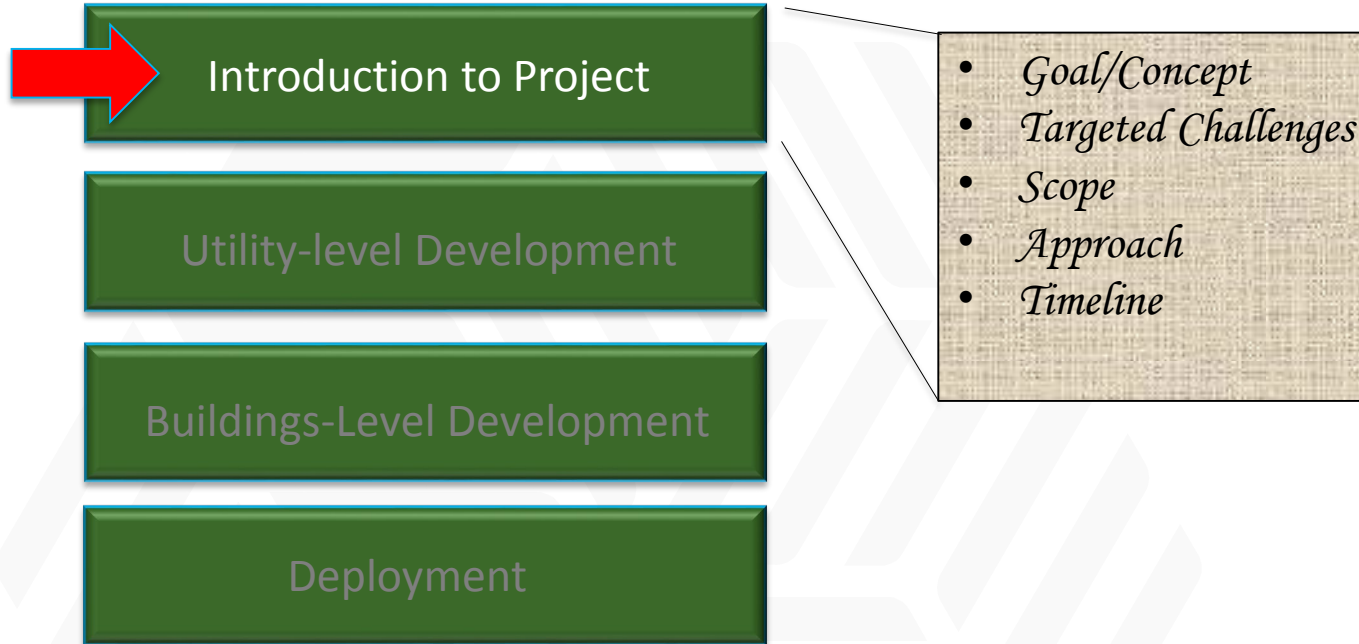 Introduction to Project
• Goal/Concept
• Targeted Challenges
• Scope
• Approach
• Timeline
Utility-level Development
Buildings-Level Development
Deployment